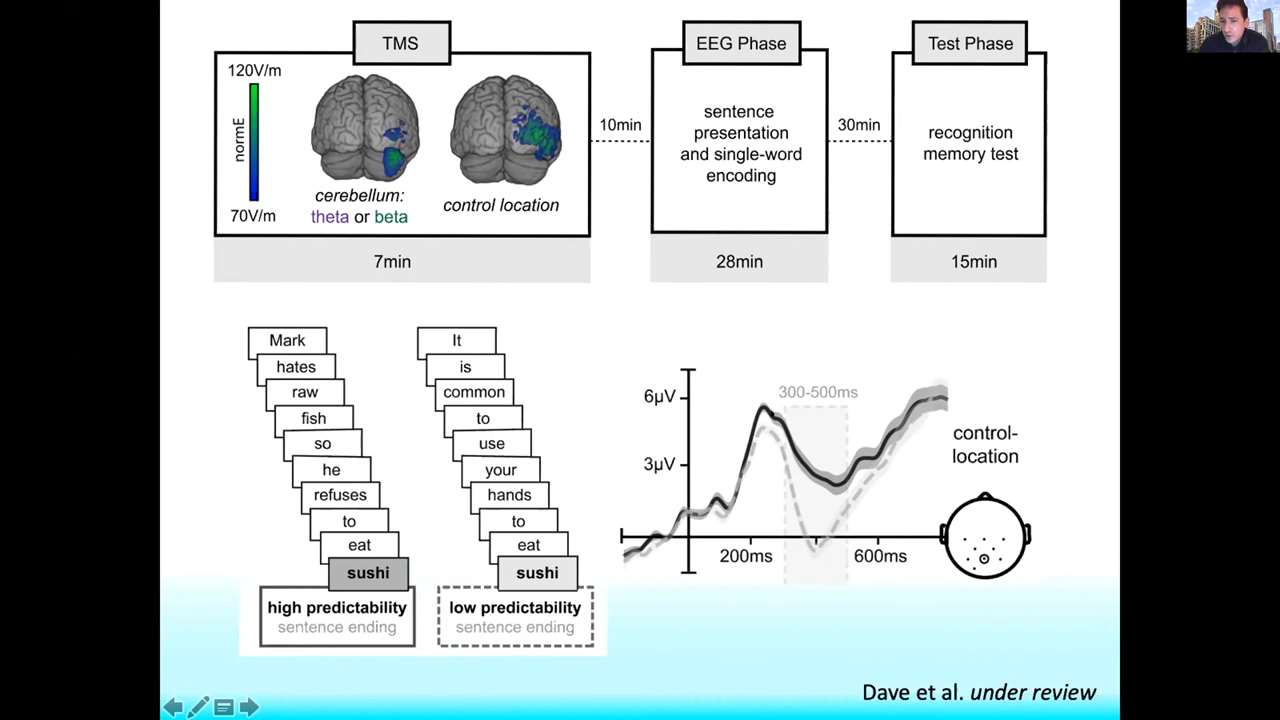 TMS
120V/m
normE
70V/m
cerebellum:
theta or beta
control location
7min
10min
EEG Phase
sentence
presentation
and single-word
encoding
28min
30min
Test Phase
recognition
memory test
15min
Mark
hates
raw
fish
so
he
refuses
to
eat
sushi
high predictability
sentence ending
It
is
common
to
use
your
hands
to
eat
sushi
low predictability
sentence ending
6µV
3µV
300-500ms
200ms
600ms
control-
location
Dave et al. under review